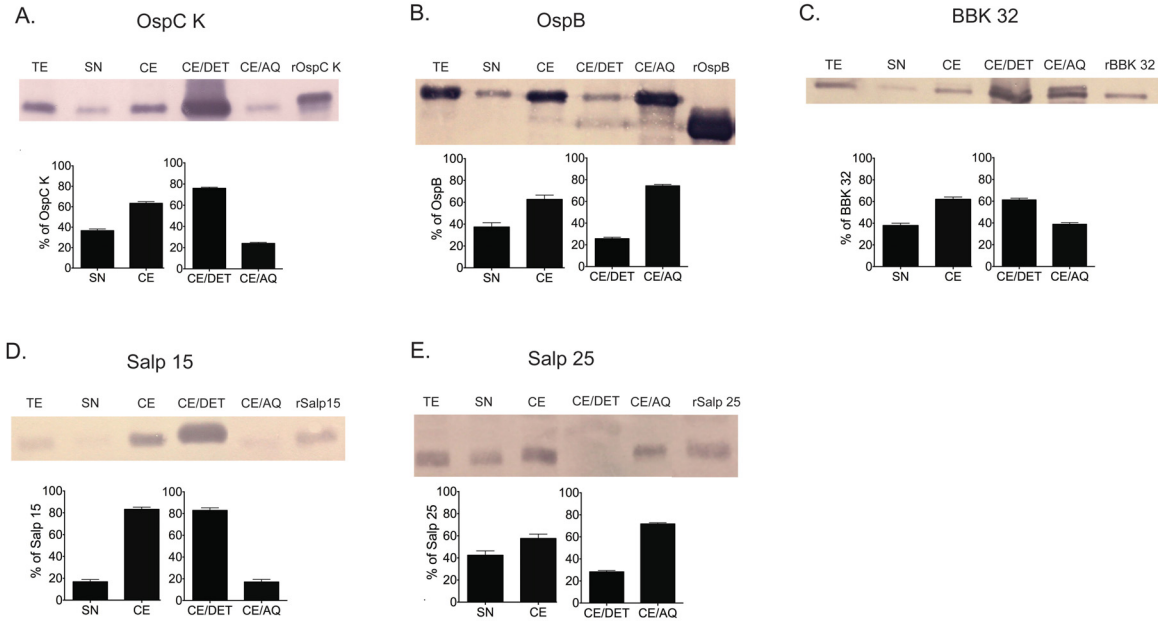 A.
OspC K
TE SN CE CE/DET CE/AQ rOspC K
% of OspC K
100
80
60
40
20
0
SN CE
100
80
60
40
20
0
CE/DET CE/AQ
B.
OspB
TE SN CE CE/DET CE/AQ rOspB
% of OspB
100
80
60
40
20
0
SN CE
100
80
60
40
20
0
CE/DET CE/AQ
C.
BBK 32
TE SN CE CE/DET CE/AQ rBBK 32
% of BBK 32
100
80
60
40
20
0
SN CE
100
80
60
40
20
0
CE/DET CE/AQ
D.
Salp 15
TE SN CE CE/DET CE/AQ rSalp15
% of Salp 15
100
80
60
40
20
0
SN CE
100
80
60
40
20
0
CE/DET CE/AQ
E.
Salp 25
TE SN CE CE/DET CE/AQ rSalp 25
% of Salp 25
100
80
60
40
20
0
SN CE
100
80
60
40
20
0
CE/DET CE/AQ